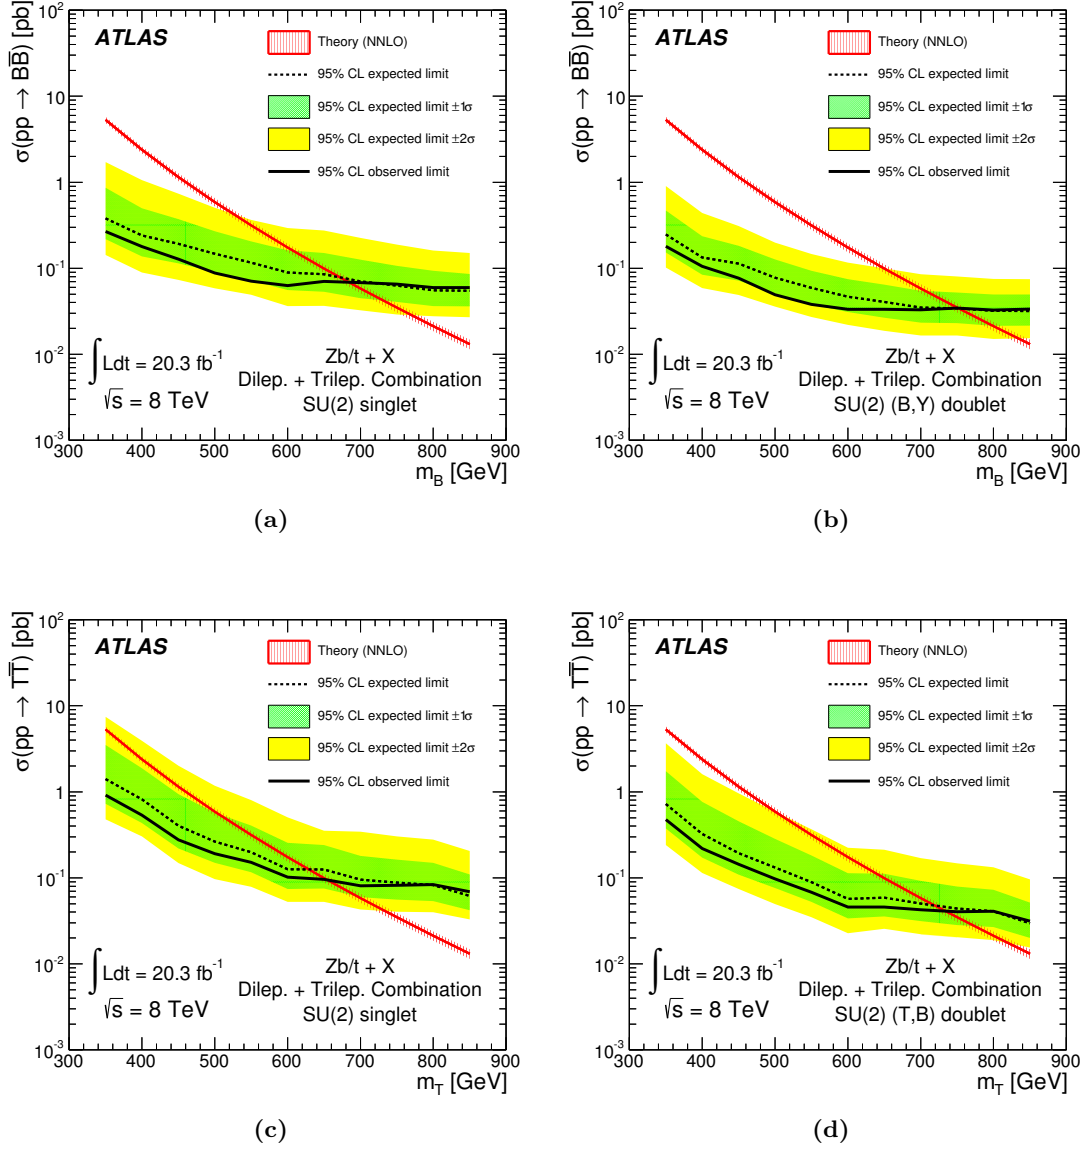 σ(pp → BB̅) [pb]
10²
10
1
10⁻¹
10⁻²
10⁻³
ATLAS
Theory (NNLO)
95% CL expected limit
95% CL expected limit ±1σ
95% CL expected limit ±2σ
95% CL observed limit
∫ Ldt = 20.3 fb⁻¹
√s = 8 TeV
Zb/t + X
Dilep. + Trilep. Combination
SU(2) singlet
300 400 500 600 700 800 900
m_B [GeV]
(a)
σ(pp → BB̅) [pb]
10²
10
1
10⁻¹
10⁻²
10⁻³
ATLAS
Theory (NNLO)
95% CL expected limit
95% CL expected limit ±1σ
95% CL expected limit ±2σ
95% CL observed limit
∫ Ldt = 20.3 fb⁻¹
√s = 8 TeV
Zb/t + X
Dilep. + Trilep. Combination
SU(2) (B,Y) doublet
300 400 500 600 700 800 900
m_B [GeV]
(b)
σ(pp → TT̅) [pb]
10²
10
1
10⁻¹
10⁻²
10⁻³
ATLAS
Theory (NNLO)
95% CL expected limit
95% CL expected limit ±1σ
95% CL expected limit ±2σ
95% CL observed limit
∫ Ldt = 20.3 fb⁻¹
√s = 8 TeV
Zb/t + X
Dilep. + Trilep. Combination
SU(2) singlet
300 400 500 600 700 800 900
m_T [GeV]
(c)
σ(pp → TT̅) [pb]
10²
10
1
10⁻¹
10⁻²
10⁻³
ATLAS
Theory (NNLO)
95% CL expected limit
95% CL expected limit ±1σ
95% CL expected limit ±2σ
95% CL observed limit
∫ Ldt = 20.3 fb⁻¹
√s = 8 TeV
Zb/t + X
Dilep. + Trilep. Combination
SU(2) (T,B) doublet
300 400 500 600 700 800 900
m_T [GeV]
(d)